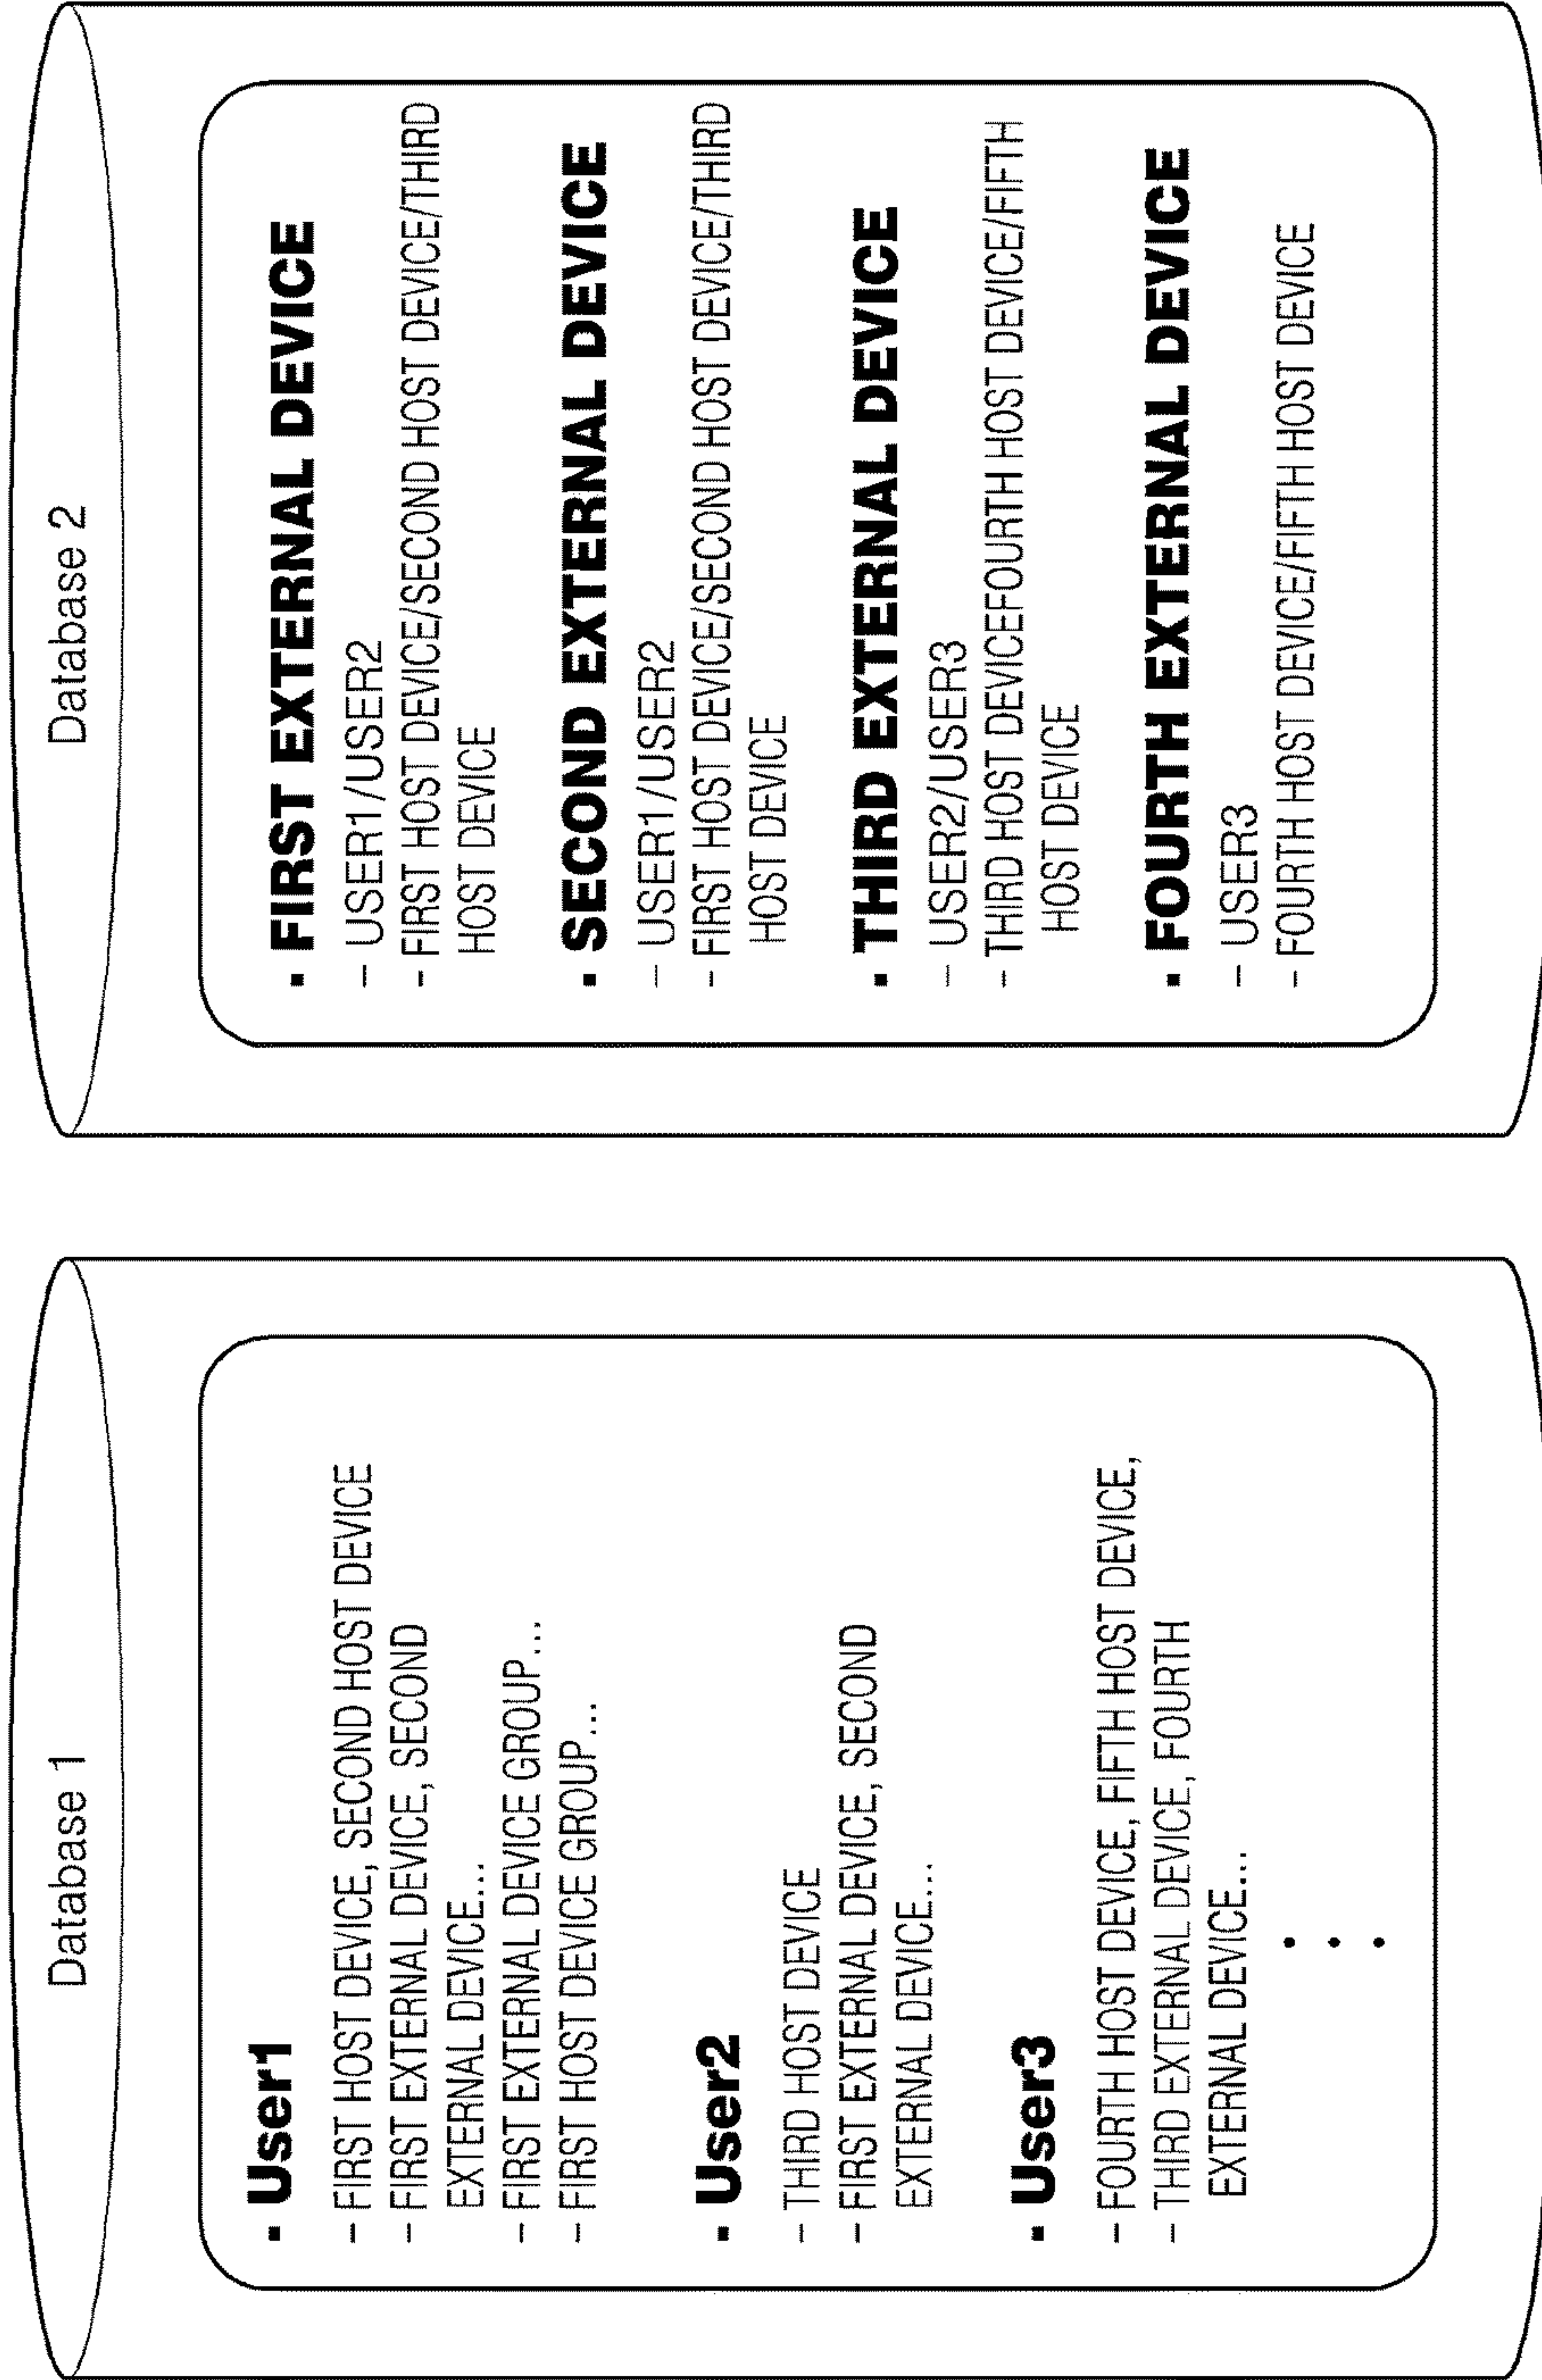 Database 1
▪ User1
– FIRST HOST DEVICE, SECOND HOST DEVICE
– FIRST EXTERNAL DEVICE, SECOND
EXTERNAL DEVICE...
– FIRST EXTERNAL DEVICE GROUP...
– FIRST HOST DEVICE GROUP...
▪ User2
– THIRD HOST DEVICE
– FIRST EXTERNAL DEVICE, SECOND
EXTERNAL DEVICE...
▪ User3
– FOURTH HOST DEVICE, FIFTH HOST DEVICE,
– THIRD EXTERNAL DEVICE, FOURTH
EXTERNAL DEVICE...
Database 2
▪ FIRST EXTERNAL DEVICE
– USER1/USER2
– FIRST HOST DEVICE/SECOND HOST DEVICE/THIRD
HOST DEVICE
▪ SECOND EXTERNAL DEVICE
– USER1/USER2
– FIRST HOST DEVICE/SECOND HOST DEVICE/THIRD
HOST DEVICE
▪ THIRD EXTERNAL DEVICE
– USER2/USER3
– THIRD HOST DEVICEFOURTH HOST DEVICE/FIFTH
HOST DEVICE
▪ FOURTH EXTERNAL DEVICE
– USER3
– FOURTH HOST DEVICE/FIFTH HOST DEVICE